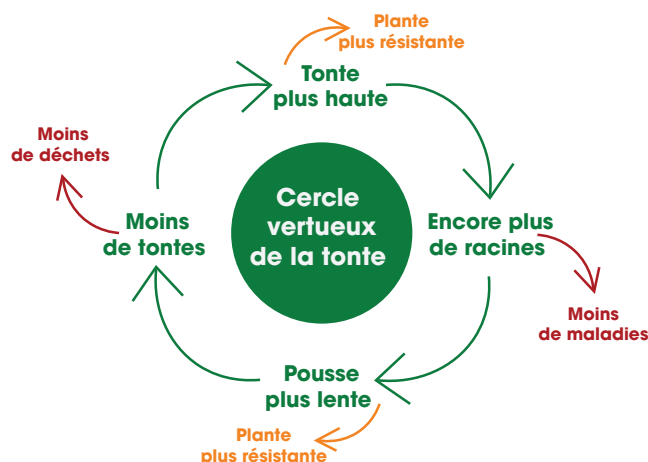 Plante
plus résistante
Tonte
plus haute
Moins
de déchets
Cercle
vertueux
de la tonte
Moins
de tontes
Encore plus
de racines
Moins
de maladies
Pousse
plus lente
Plante
plus résistante